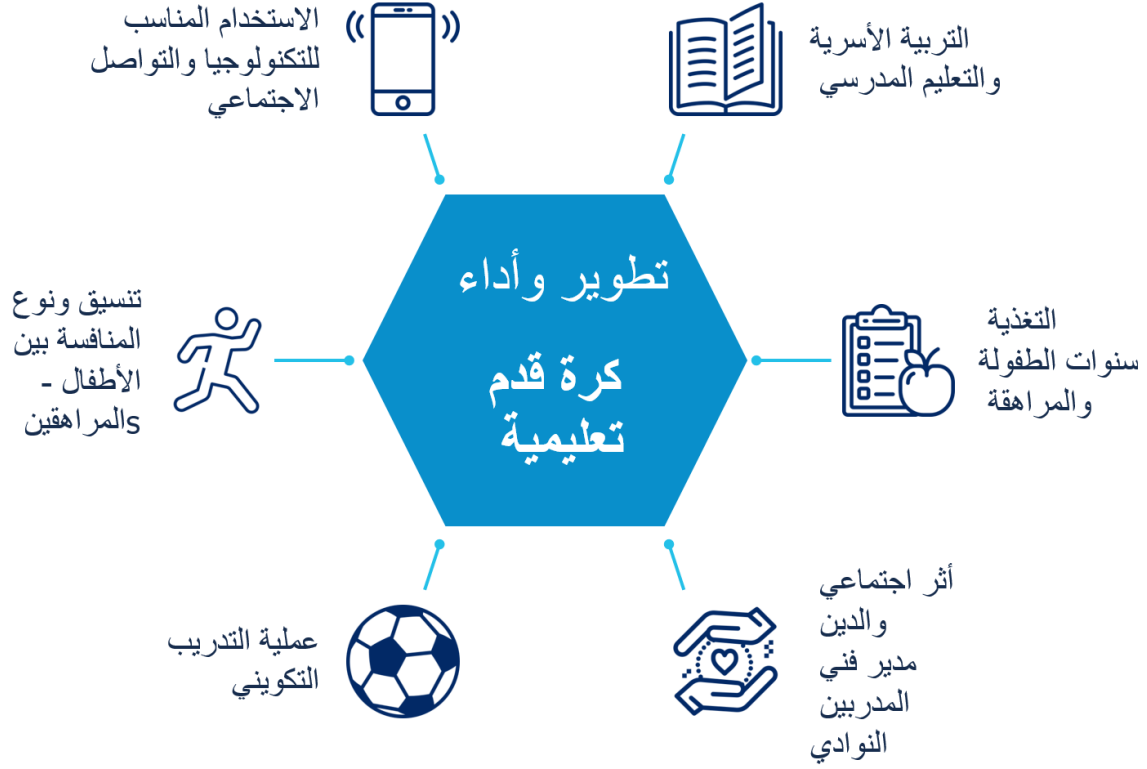 التربية الأسرية
والتعليم المدرسي
الاستخدام المناسب
للتكنولوجيا والتواصل
الاجتماعي
تطوير وأداء
كرة قدم
تعليمية
التغذية
سنوات الطفولة
والمراهقة
تنسيق ونوع
المنافسة بين
الأطفال -
sالمراهقين
أثر اجتماعي
والدين
مدير فني
المدربين
النوادي
عملية التدريب
التكويني